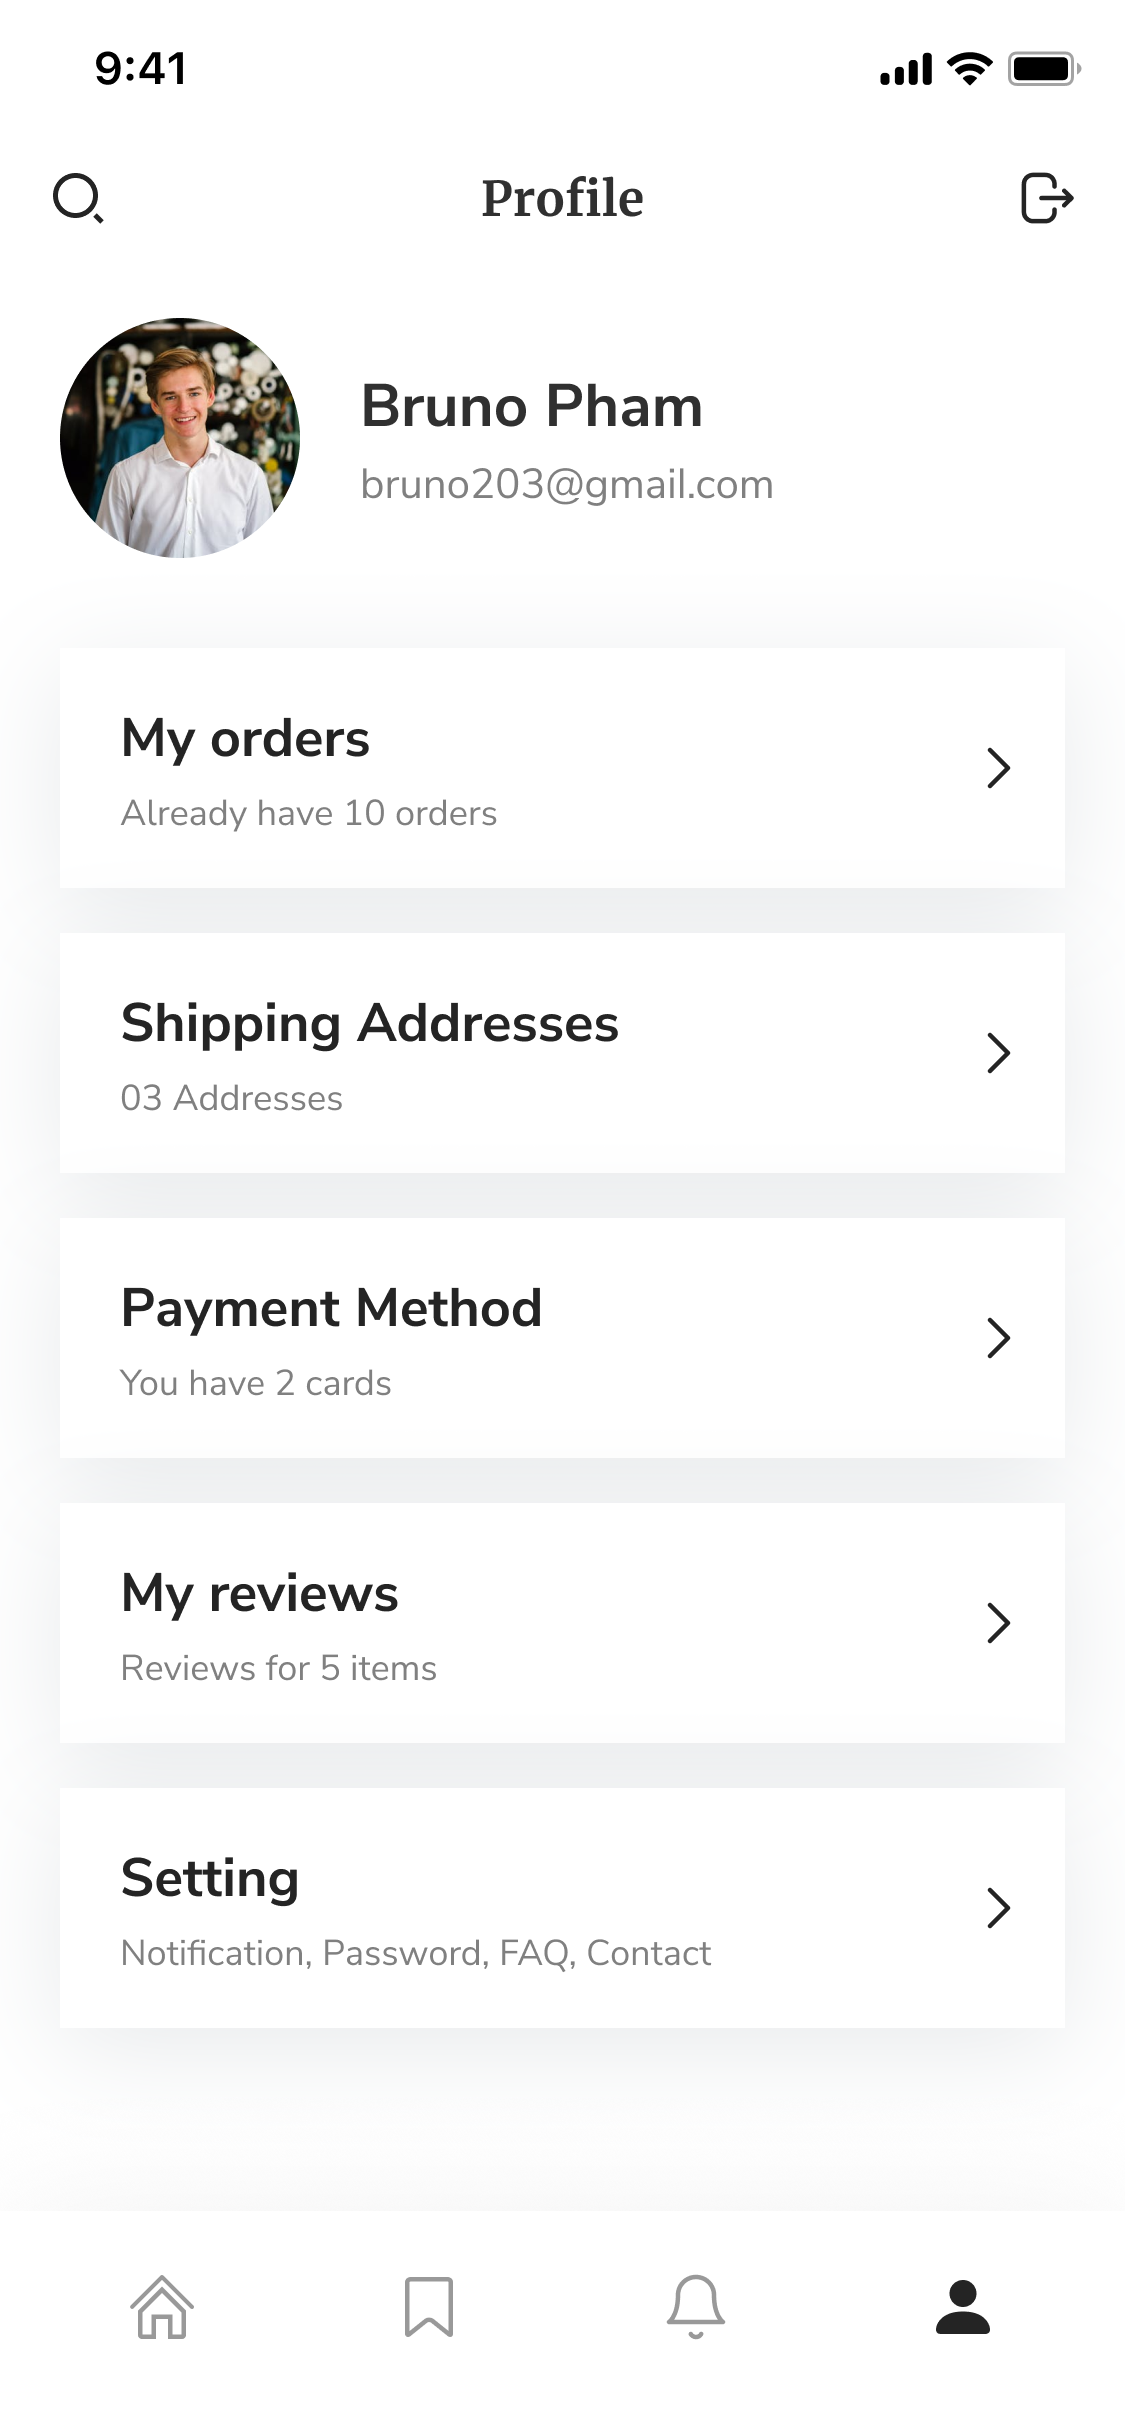 9:41
Profile
Bruno Pham
bruno203@gmail.com
My orders
Already have 10 orders
Shipping Addresses
03 Addresses
Payment Method
You have 2 cards
My reviews
Reviews for 5 items
Setting
Notification, Password, FAQ, Contact